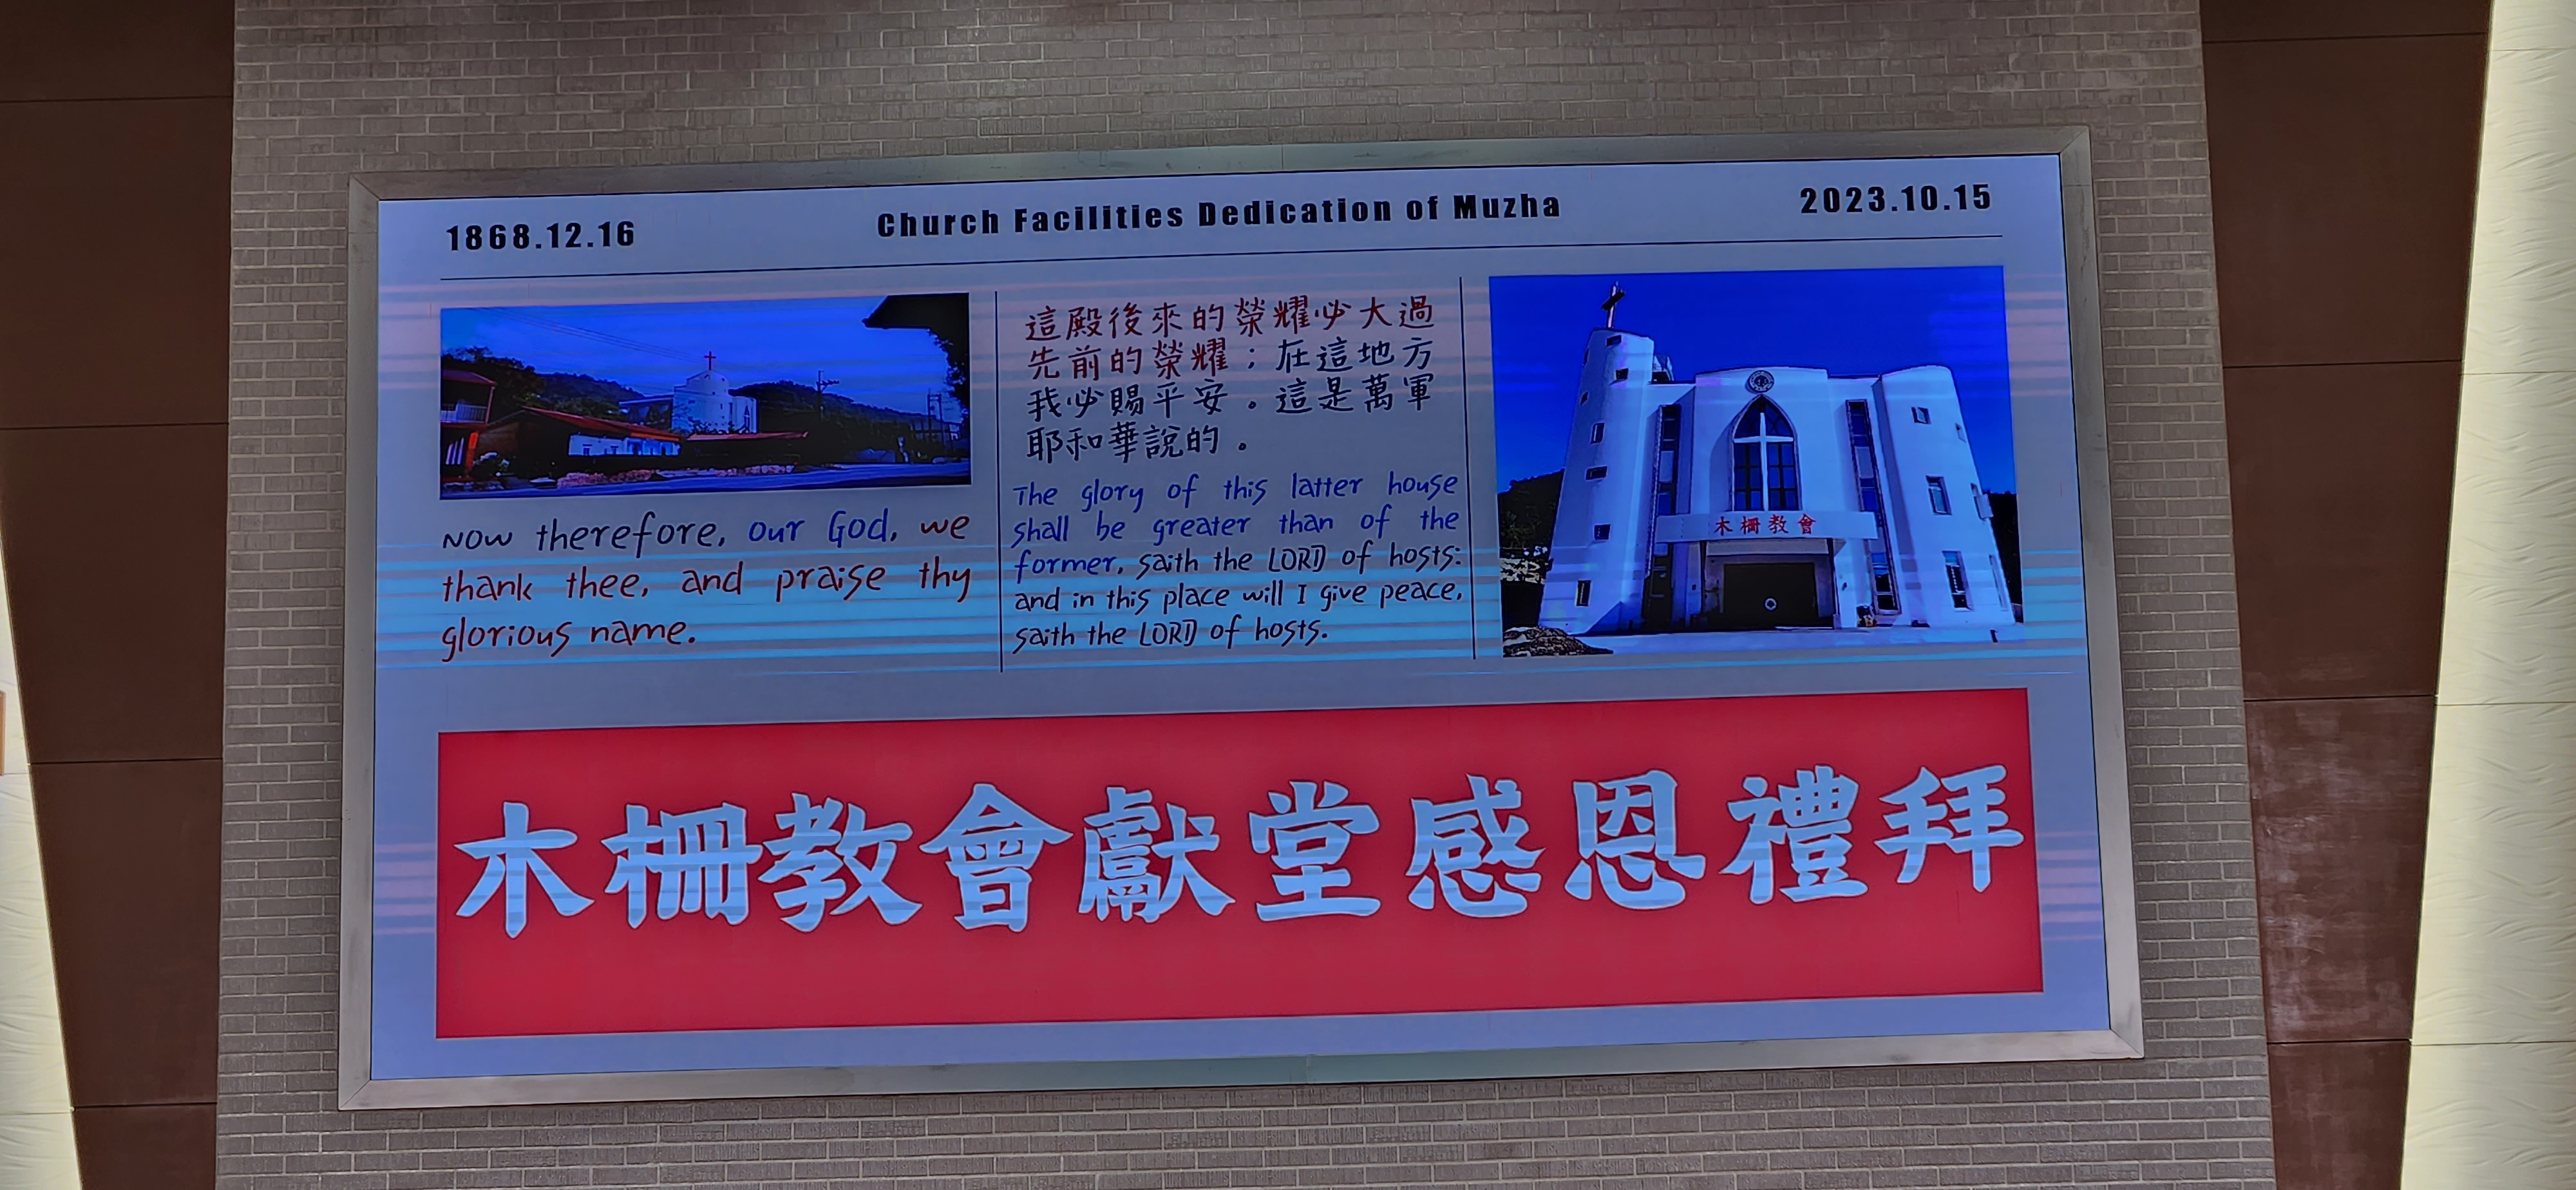 1868.12.16
Church Facilities Dedication of Muzha
2023.10.15
Now therefore, our God, we
thank thee, and praise thy
glorious name.
這殿後來的榮耀必大過
先前的榮耀；在這地方
我必賜平安。這是萬軍
耶和華說的。
The glory of this latter house
shall be greater than of the
former, saith the LORD of hosts:
and in this place will I give peace,
saith the LORD of hosts.
木柵教會
木柵教會獻堂感恩禮拜